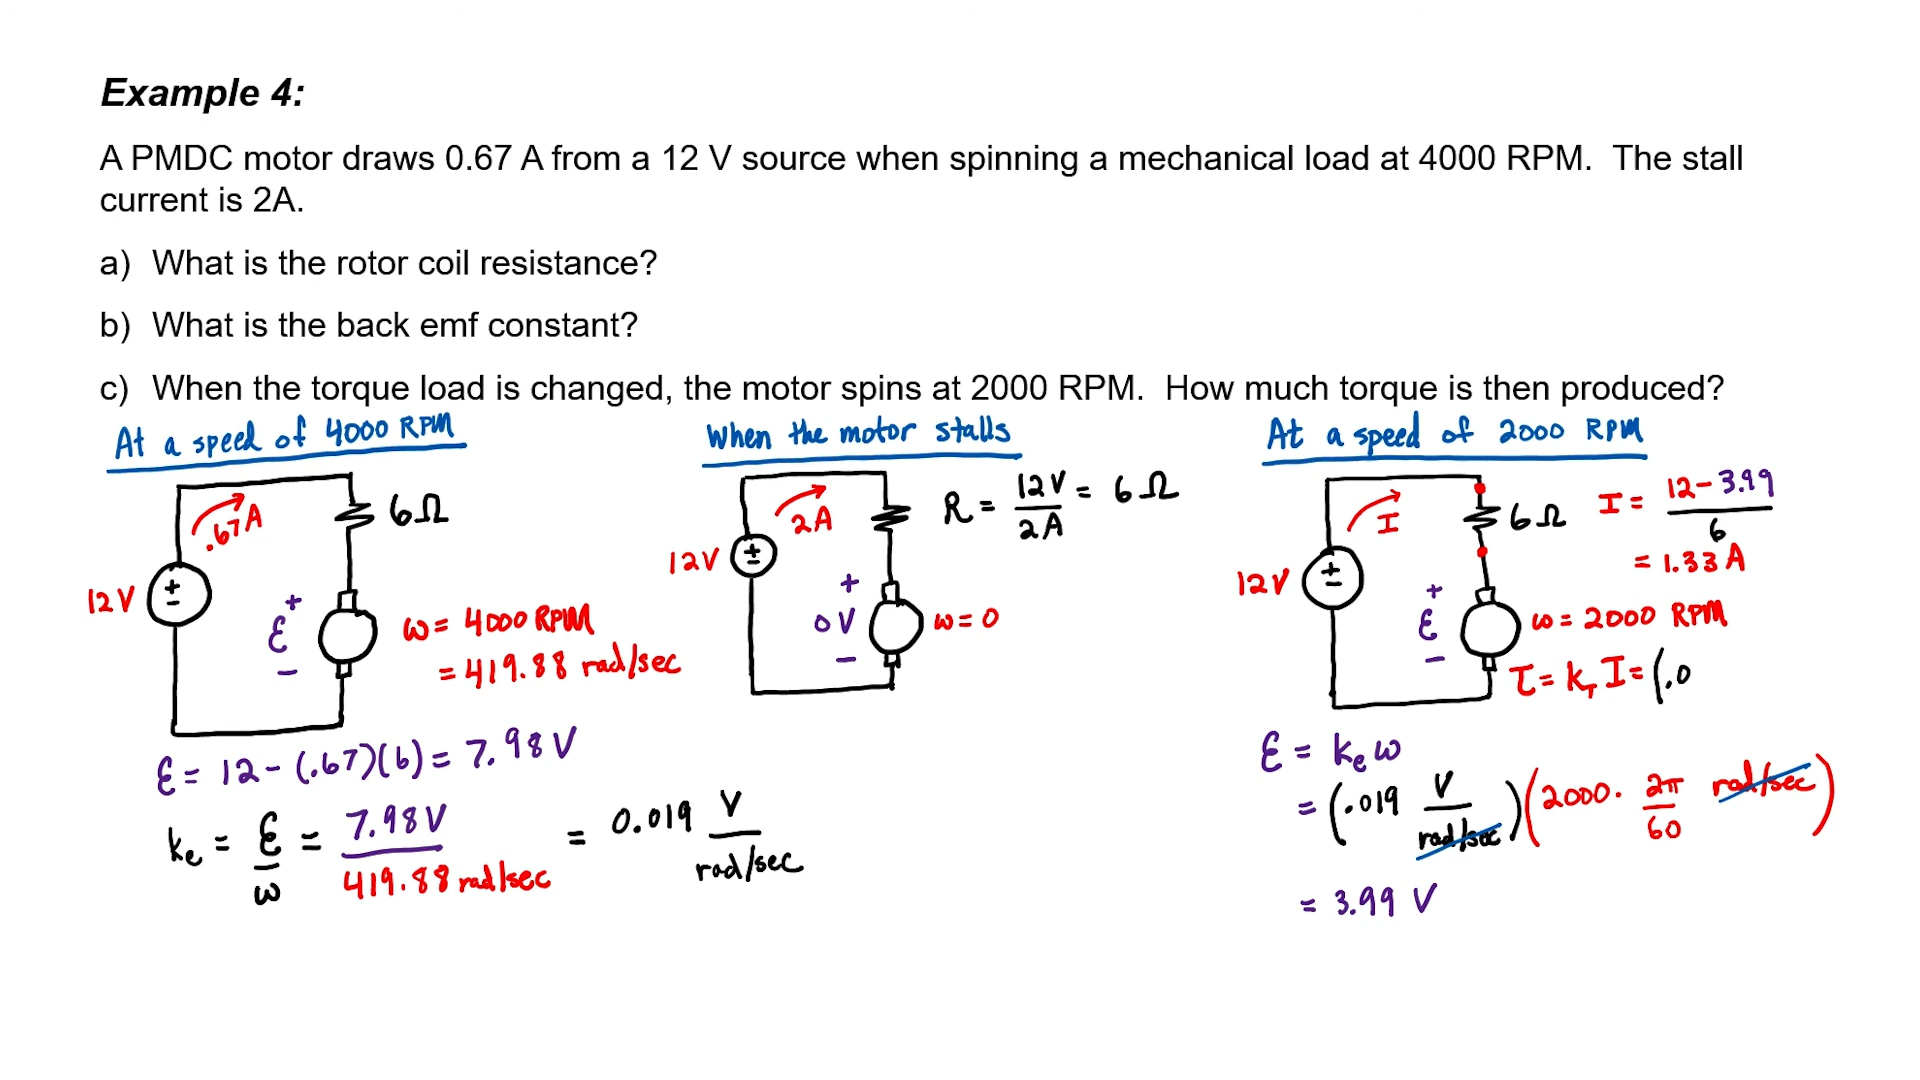 Example 4:
A PMDC motor draws 0.67 A from a 12 V source when spinning a mechanical load at 4000 RPM. The stall
current is 2A.
a) What is the rotor coil resistance?
b) What is the back emf constant?
c) When the torque load is changed, the motor spins at 2000 RPM. How much torque is then produced?
At a speed of 4000 RPM
.67A
6Ω
12V
+
-
+
ε
-
ω = 4000 RPM
= 419.88 rad/sec
ε = 12 - (.67)(6) = 7.98 V
ke = ε/ω = 7.98V / 419.88 rad/sec = 0.019 V / rad/sec
When the motor stalls
2A
12V
+
-
+
0V
-
ω = 0
R = 12V / 2A = 6Ω
At a speed of 2000 RPM
I
6Ω
12V
+
-
+
ε
-
I = 12 - 3.99 / 6
= 1.33 A
ω = 2000 RPM
τ = kT I = (.0
ε = ke ω
= (.019 V / rad/sec)(2000 · 2π/60 rad/sec)
= 3.99 V